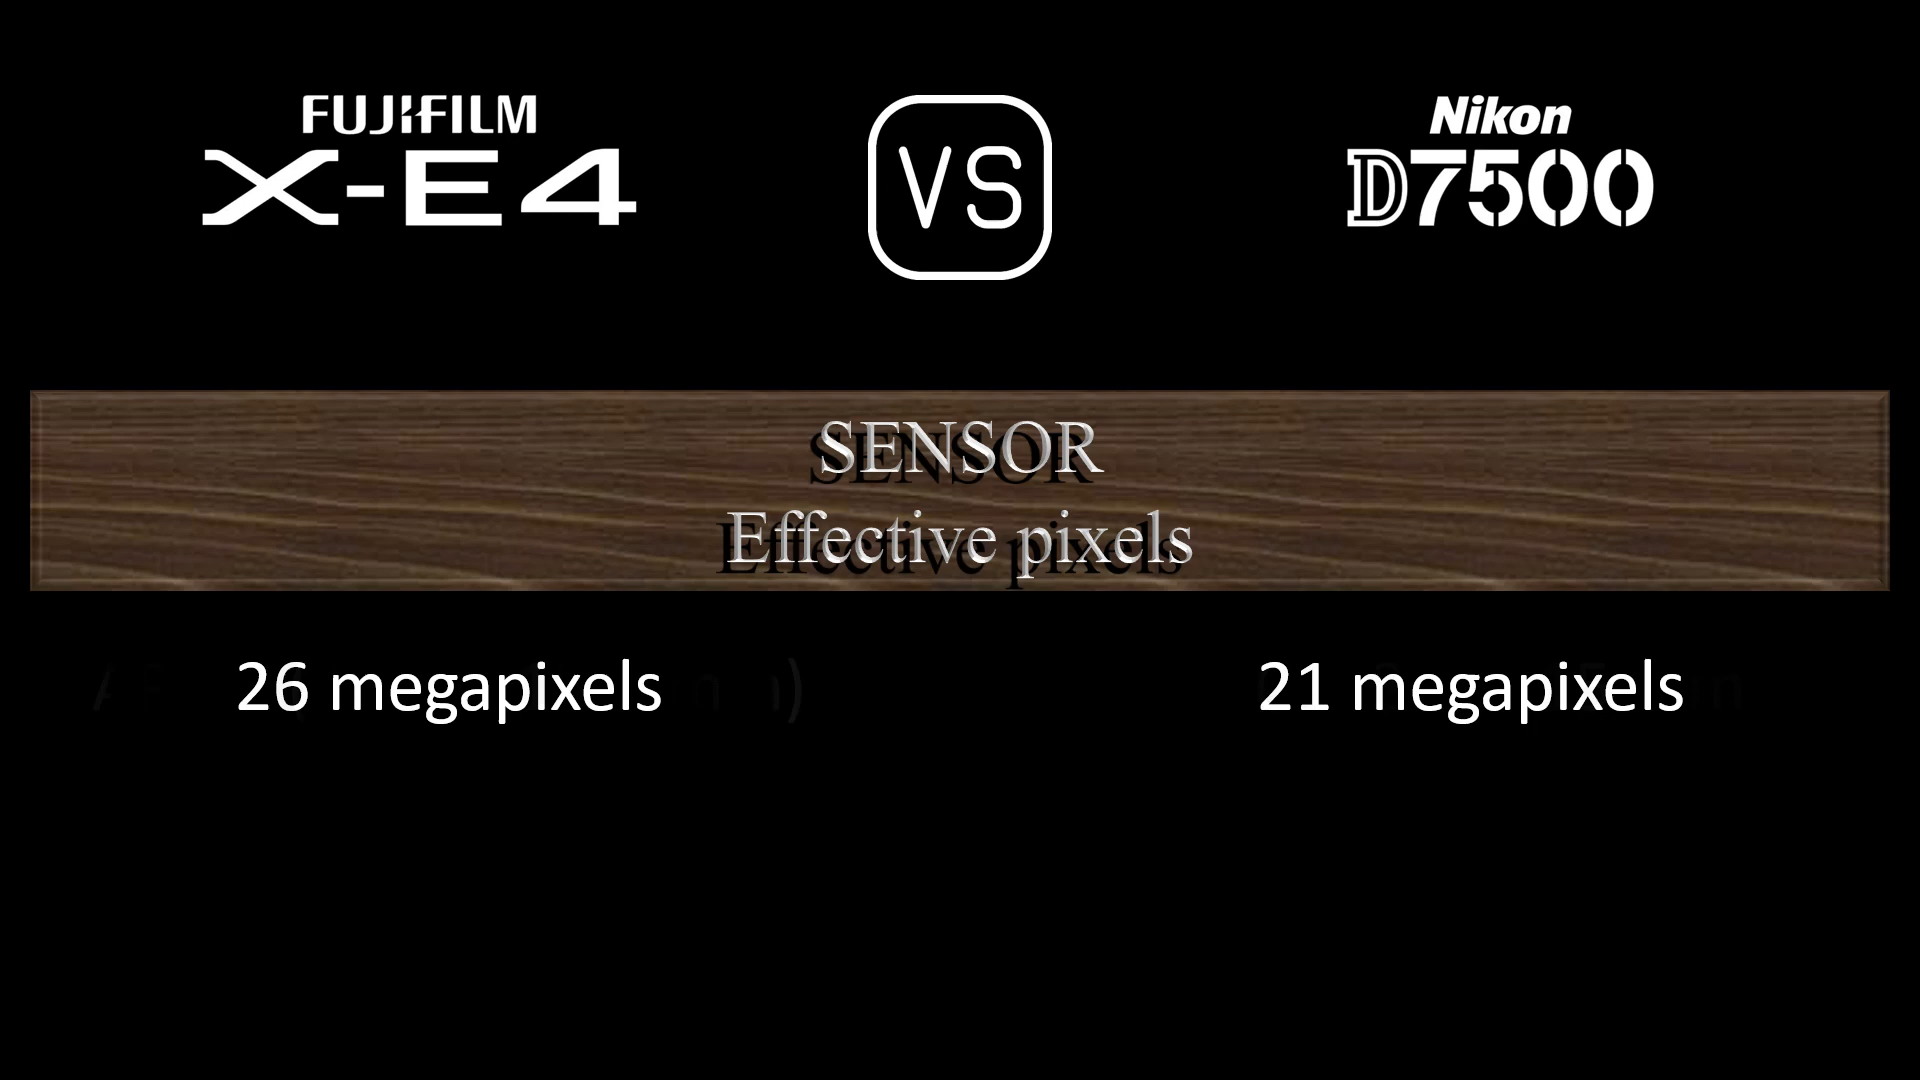 FUJIFILM
X-E4
VS
Nikon
D7500
SENSOR
Effective pixels
26 megapixels
21 megapixels